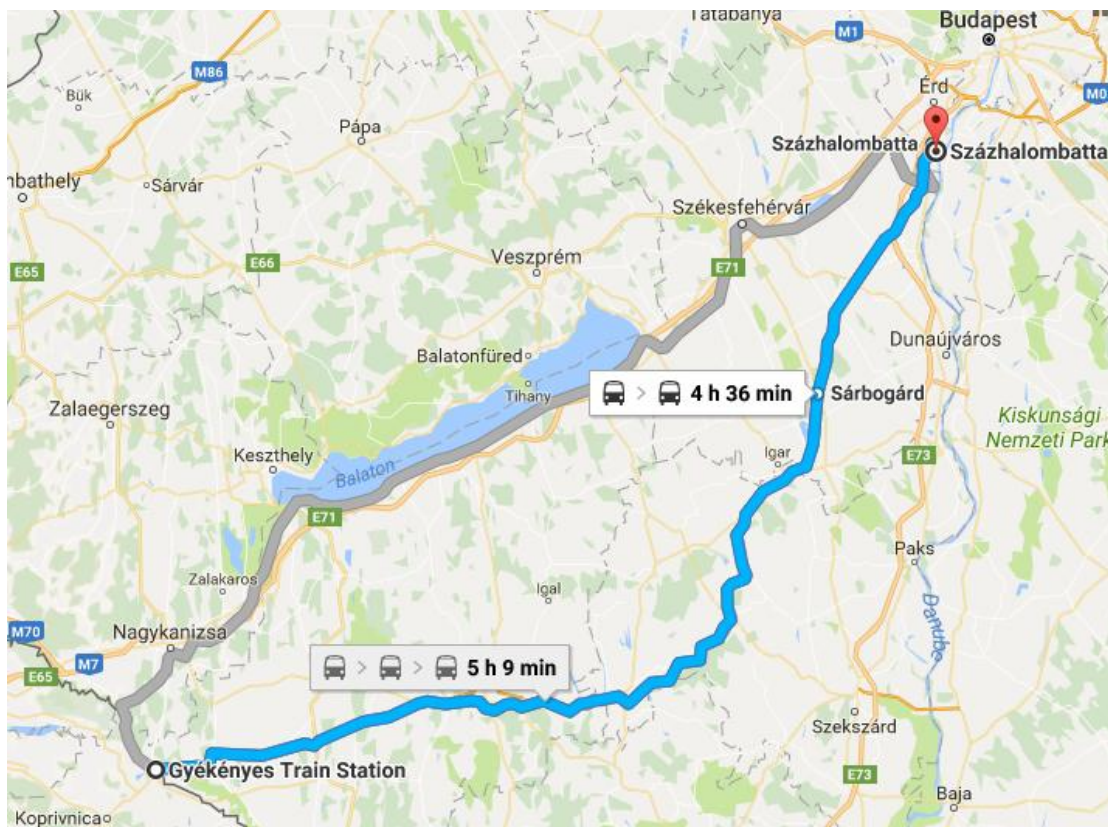 Tatabánya
Budapest
M1
M86
Bük
Érd
M0
Pápa
Százhalombatta
Százhalombatta
mbathely
Sárvár
Székesfehérvár
E65
E66
Veszprém
E71
Balatonfüred
Dunaújváros
Tihany
4 h 36 min
Sárbogárd
Zalaegerszeg
Kiskunsági
Nemzeti Park
Keszthely
Balaton
Igar
E73
E71
Paks
Zalakaros
Igal
Danubo
M70
Nagykanizsa
M7
E65
5 h 9 min
Szekszárd
Gyékényes Train Station
E73
Baja
Koprivnica